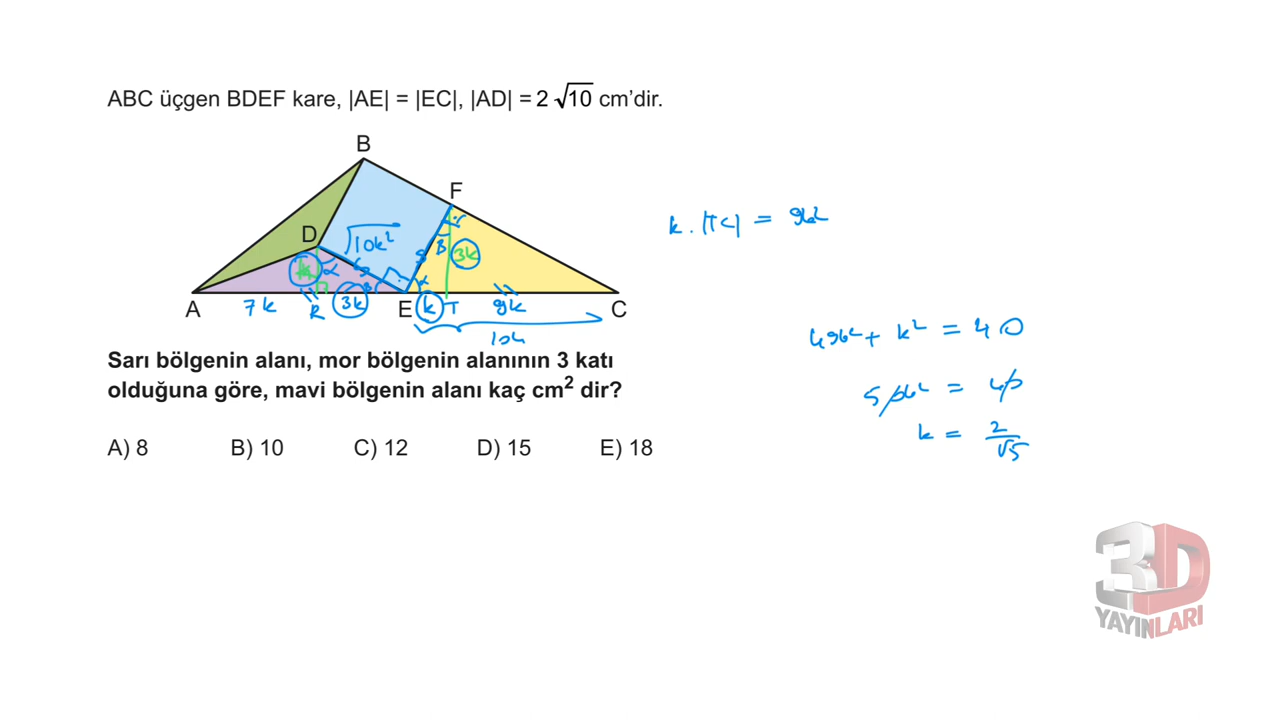 ABC üçgen BDEF kare, |AE| = |EC|, |AD| = 2 √10 cm'dir.
B
F
D
√10k²
3k
A
E
C
7k
R
3k
k
T
9k
10k
k . |TC| = 9k²
49k² + k² = 40
50k² = 40
k = 2/√5
Sarı bölgenin alanı, mor bölgenin alanının 3 katı
olduğuna göre, mavi bölgenin alanı kaç cm² dir?
A) 8 B) 10 C) 12 D) 15 E) 18
3D
YAYINLARI